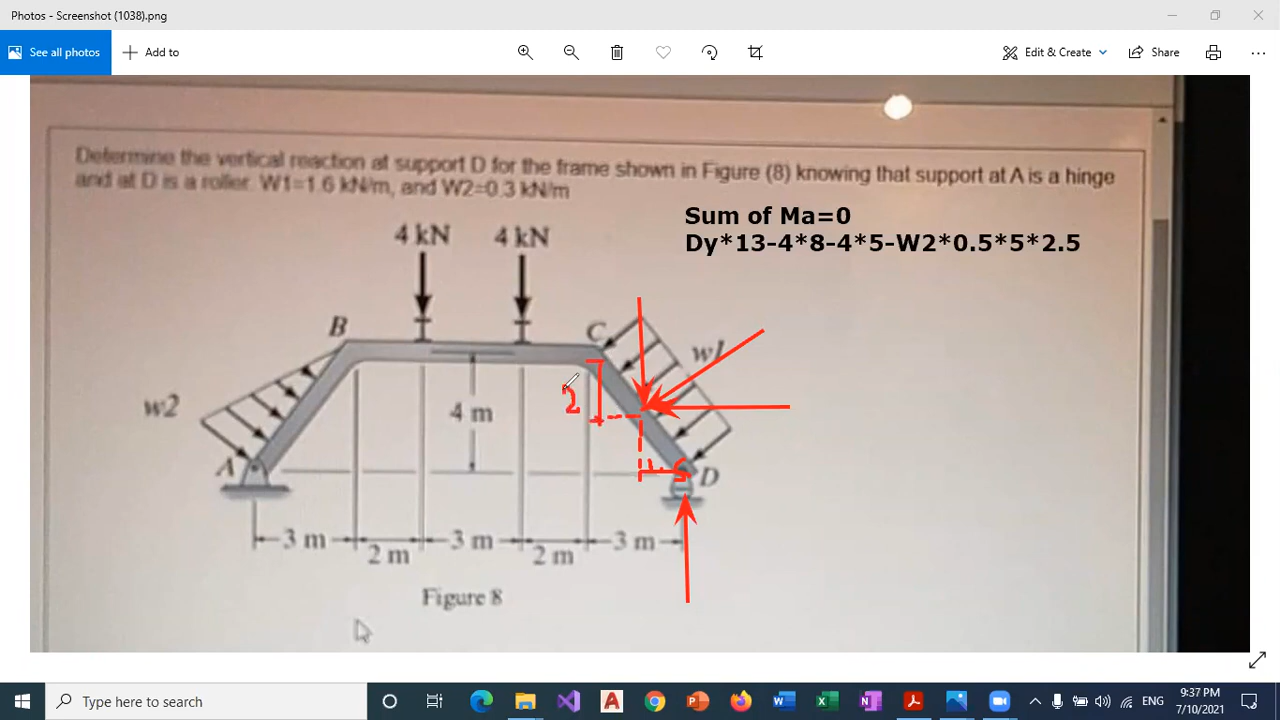 Photos - Screenshot (1038).png
See all photos
Add to
Edit & Create
Share
Determine the vertical reaction at support D for the frame shown in Figure (8) knowing that support at A is a hinge
and at D is a roller. W1=1.6 kN/m, and W2=0.3 kN/m
Sum of Ma=0
Dy*13-4*8-4*5-W2*0.5*5*2.5
4 kN 4 kN
B
C
w1
w2
4 m
2
A
1.5
D
3 m
2 m
3 m
2 m
3 m
Figure 8
Type here to search
ENG
9:37 PM
7/10/2021